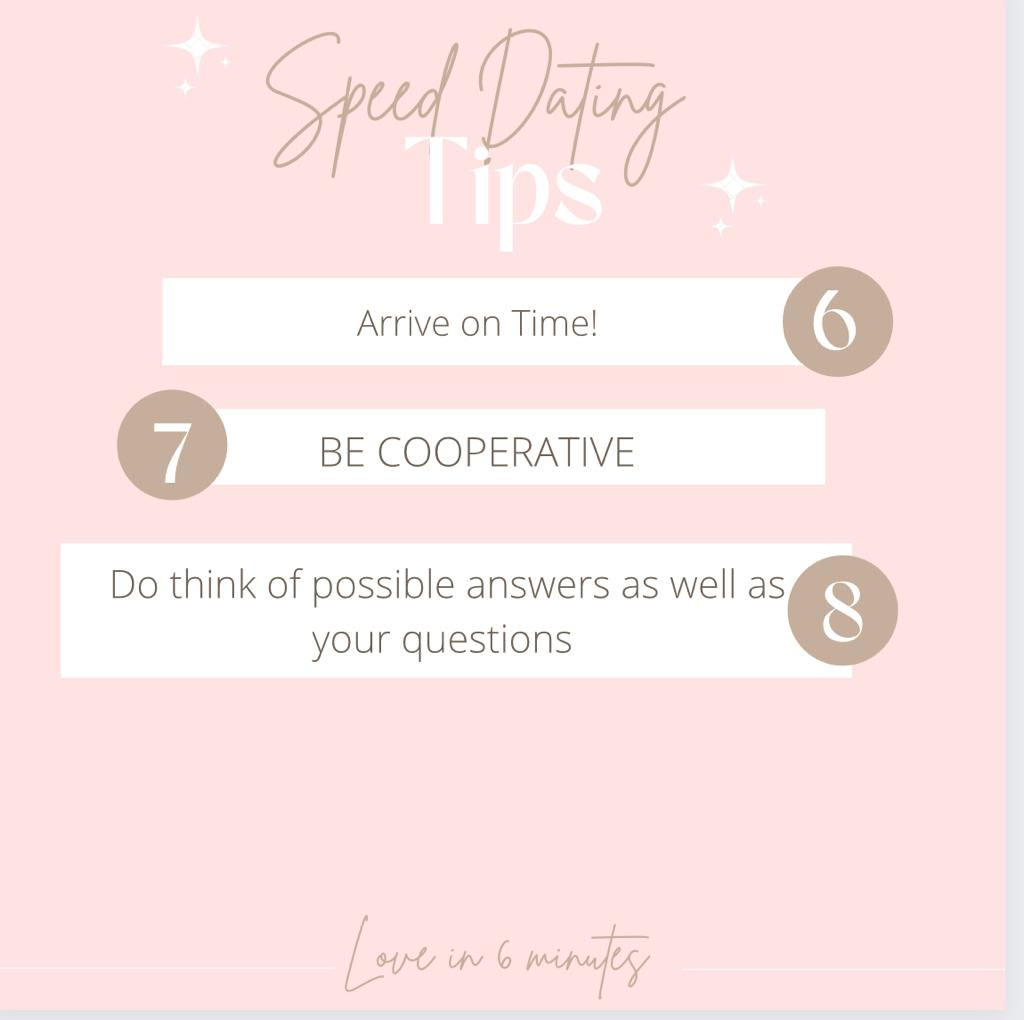 Speed Dating
Tips
Arrive on Time!
6
7
BE COOPERATIVE
Do think of possible answers as well as
your questions
8
Love in 6 minutes